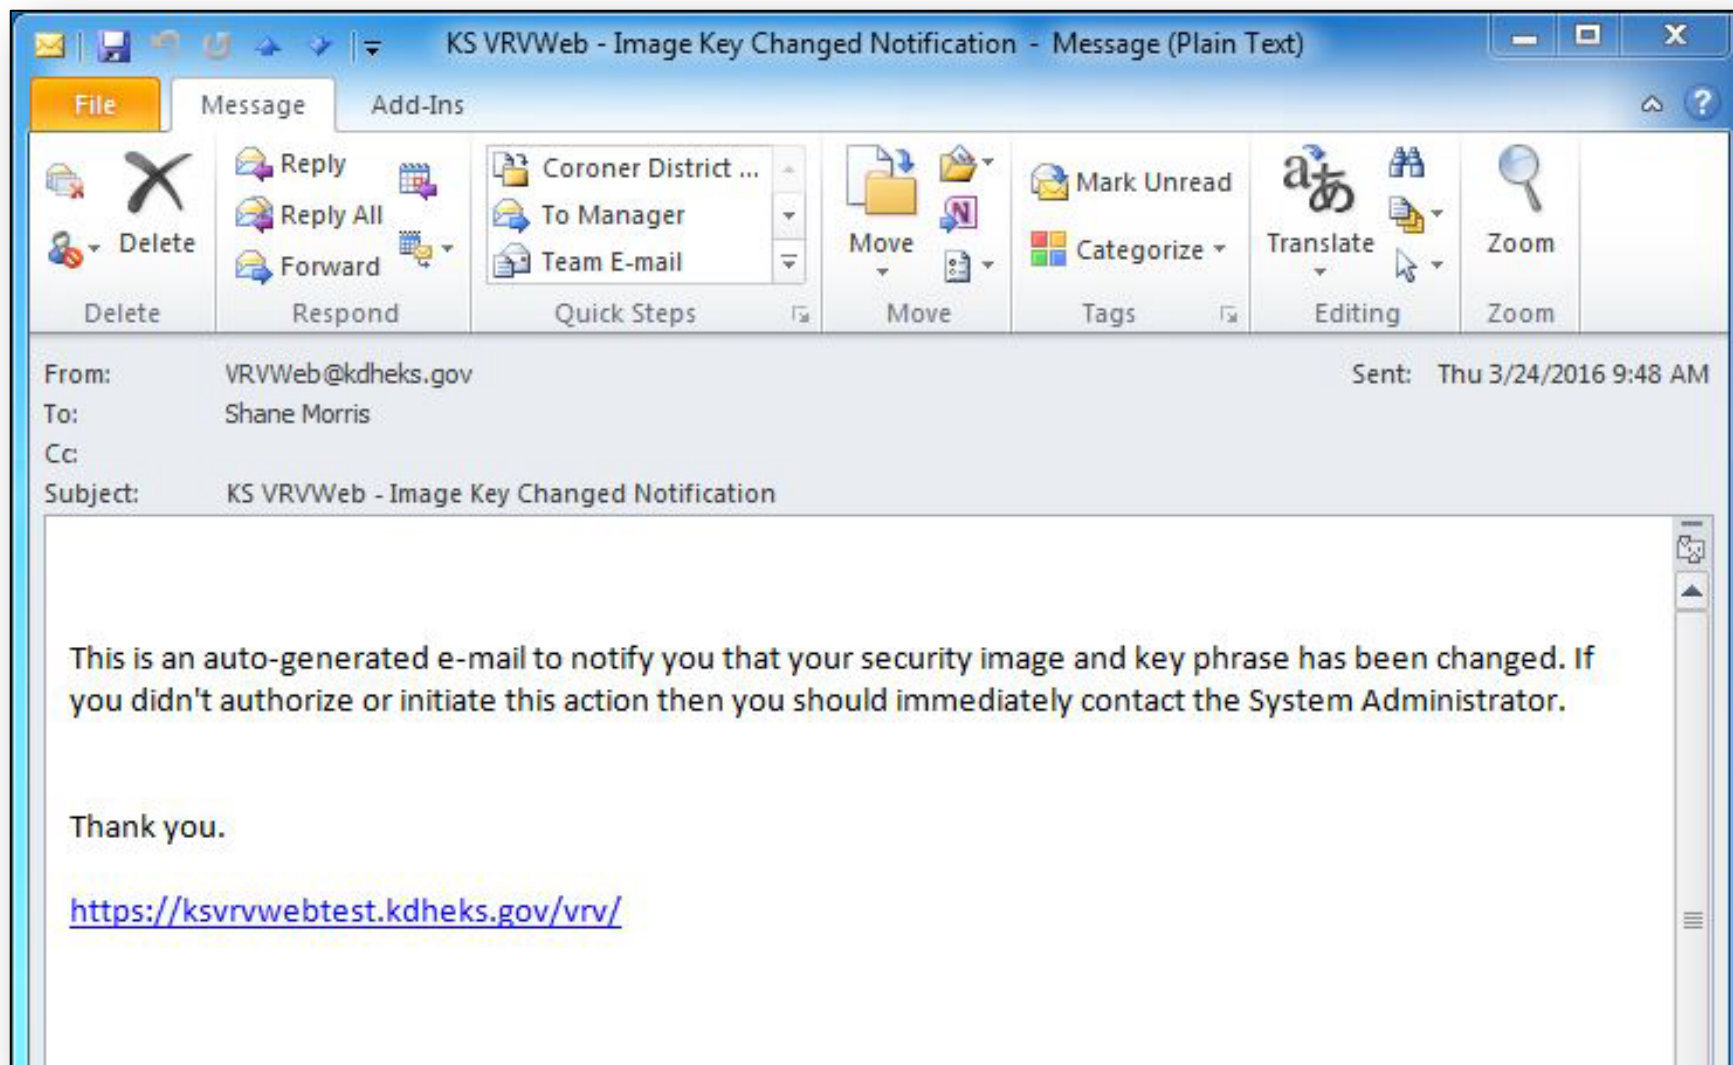 KS VRVWeb - Image Key Changed Notification - Message (Plain Text)
File Message Add-Ins
Delete
Delete
Reply
Reply All
Forward
Respond
Coroner District ...
To Manager
Team E-mail
Quick Steps
Move
Move
Mark Unread
Categorize
Tags
Translate
Editing
Zoom
Zoom
From: VRVWeb@kdheks.gov Sent: Thu 3/24/2016 9:48 AM
To: Shane Morris
Cc:
Subject: KS VRVWeb - Image Key Changed Notification
This is an auto-generated e-mail to notify you that your security image and key phrase has been changed. If
you didn't authorize or initiate this action then you should immediately contact the System Administrator.
Thank you.
https://ksvrvwebtest.kdheks.gov/vrv/